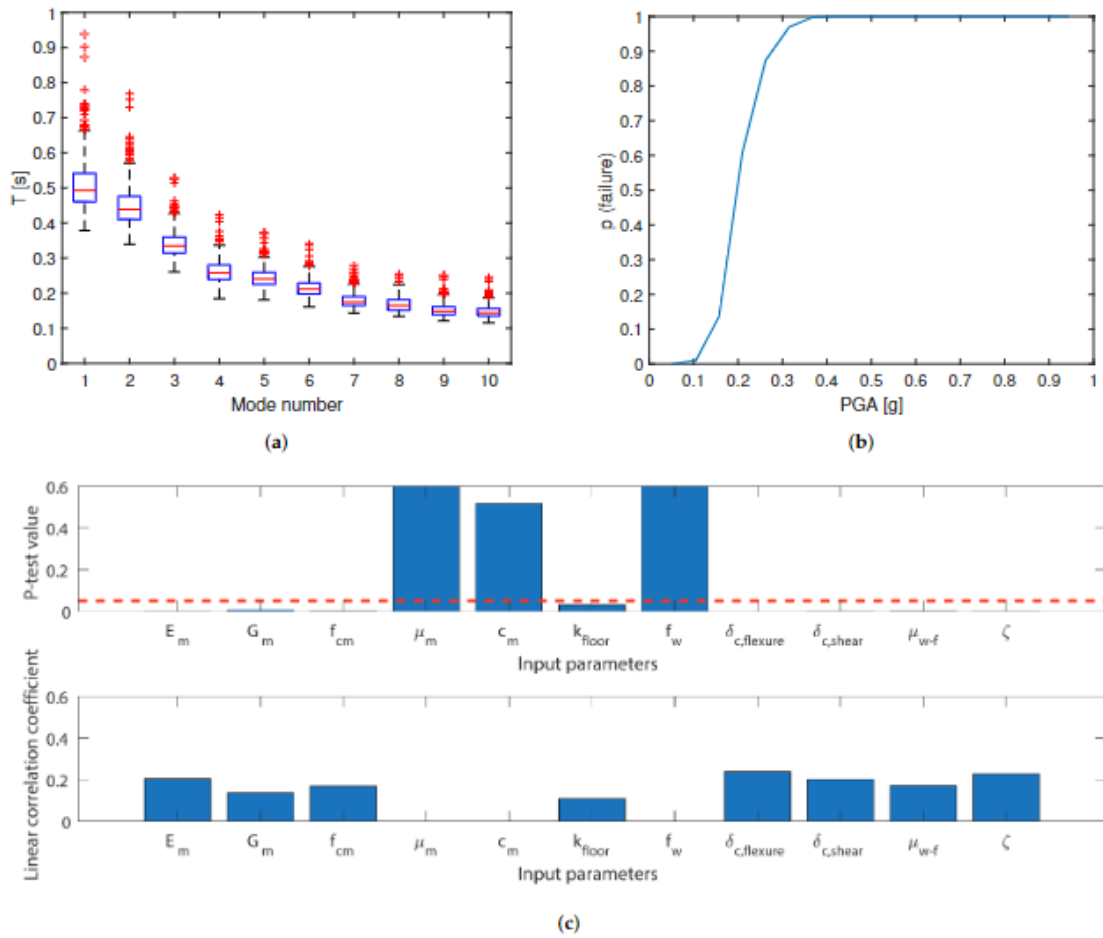 1
0.9
0.8
0.7
0.6
0.5
0.4
0.3
0.2
0.1
0
T [s]
1 2 3 4 5 6 7 8 9 10
Mode number
(a)
1
0.9
0.8
0.7
0.6
0.5
0.4
0.3
0.2
0.1
0
p (failure)
0 0.1 0.2 0.3 0.4 0.5 0.6 0.7 0.8 0.9 1
PGA [g]
(b)
0.6
0.4
0.2
0
P-test value
E_m G_m f_cm μ_m c_m k_floor f_w δ_c,flexure δ_c,shear μ_w-f ζ
Input parameters
0.6
0.4
0.2
0
Linear correlation coefficient
E_m G_m f_cm μ_m c_m k_floor f_w δ_c,flexure δ_c,shear μ_w-f ζ
Input parameters
(c)